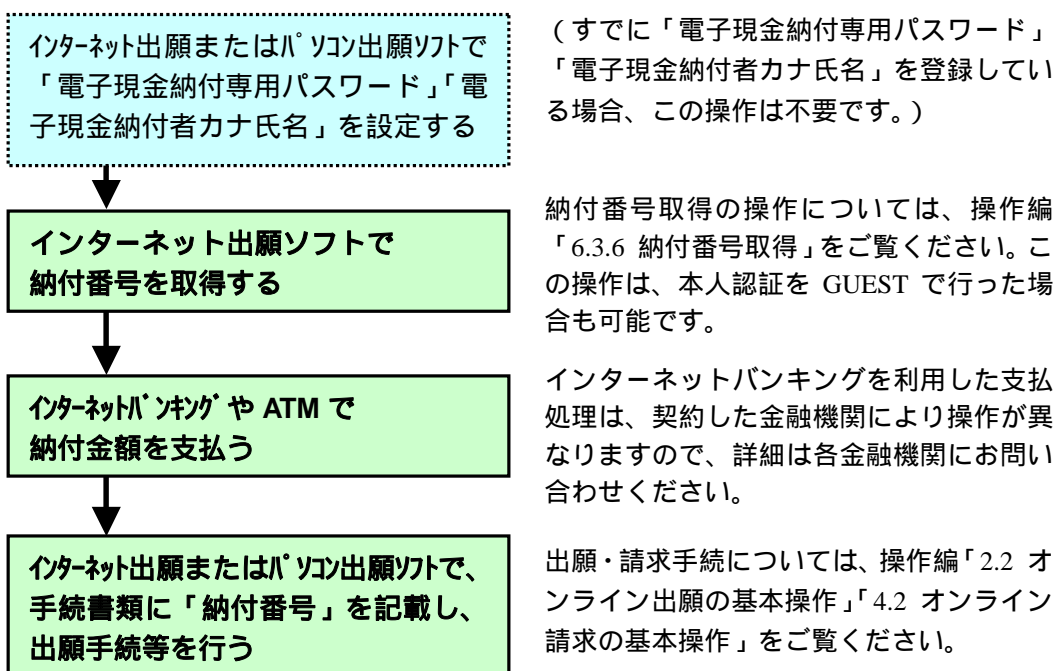 インターネット出願またはパソコン出願ソフトで
「電子現金納付専用パスワード」「電
子現金納付者カナ氏名」を設定する
(すでに「電子現金納付専用パスワード」
「電子現金納付者カナ氏名」を登録してい
る場合、この操作は不要です。)
インターネット出願ソフトで
納付番号を取得する
納付番号取得の操作については、操作編
「6.3.6 納付番号取得」をご覧ください。こ
の操作は、本人認証を GUEST で行った場
合も可能です。
インターネットバンキングや ATM で
納付金額を支払う
インターネットバンキングを利用した支払
処理は、契約した金融機関により操作が異
なりますので、詳細は各金融機関にお問い
合わせください。
インターネット出願またはパソコン出願ソフトで、
手続書類に「納付番号」を記載し、
出願手続等を行う
出願・請求手続については、操作編「2.2 オ
ンライン出願の基本操作」「4.2 オンライン
請求の基本操作」をご覧ください。